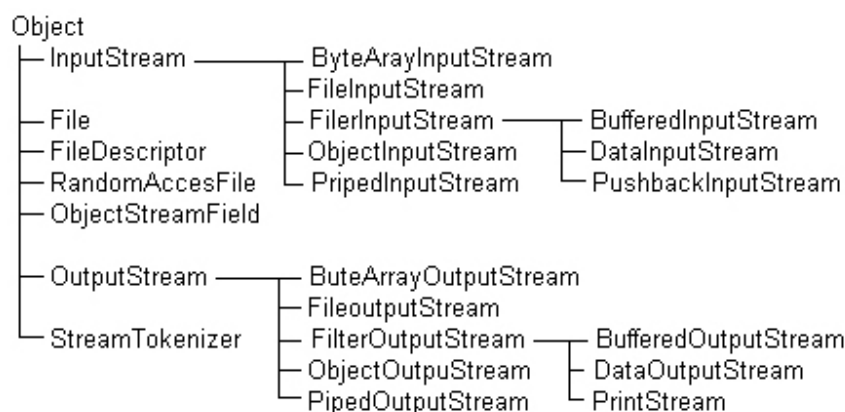 Object
InputStream ByteArayInputStream
FileInputStream
File FilerInputStream BufferedInputStream
FileDescriptor ObjectInputStream DataInputStream
RandomAccesFile PripedInputStream PushbackInputStream
ObjectStreamField
OutputStream ButeArrayOutputStream
FileoutputStream
StreamTokenizer FilterOutputStream BufferedOutputStream
ObjectOutpuStream DataOutputStream
PipedOutputStream PrintStream